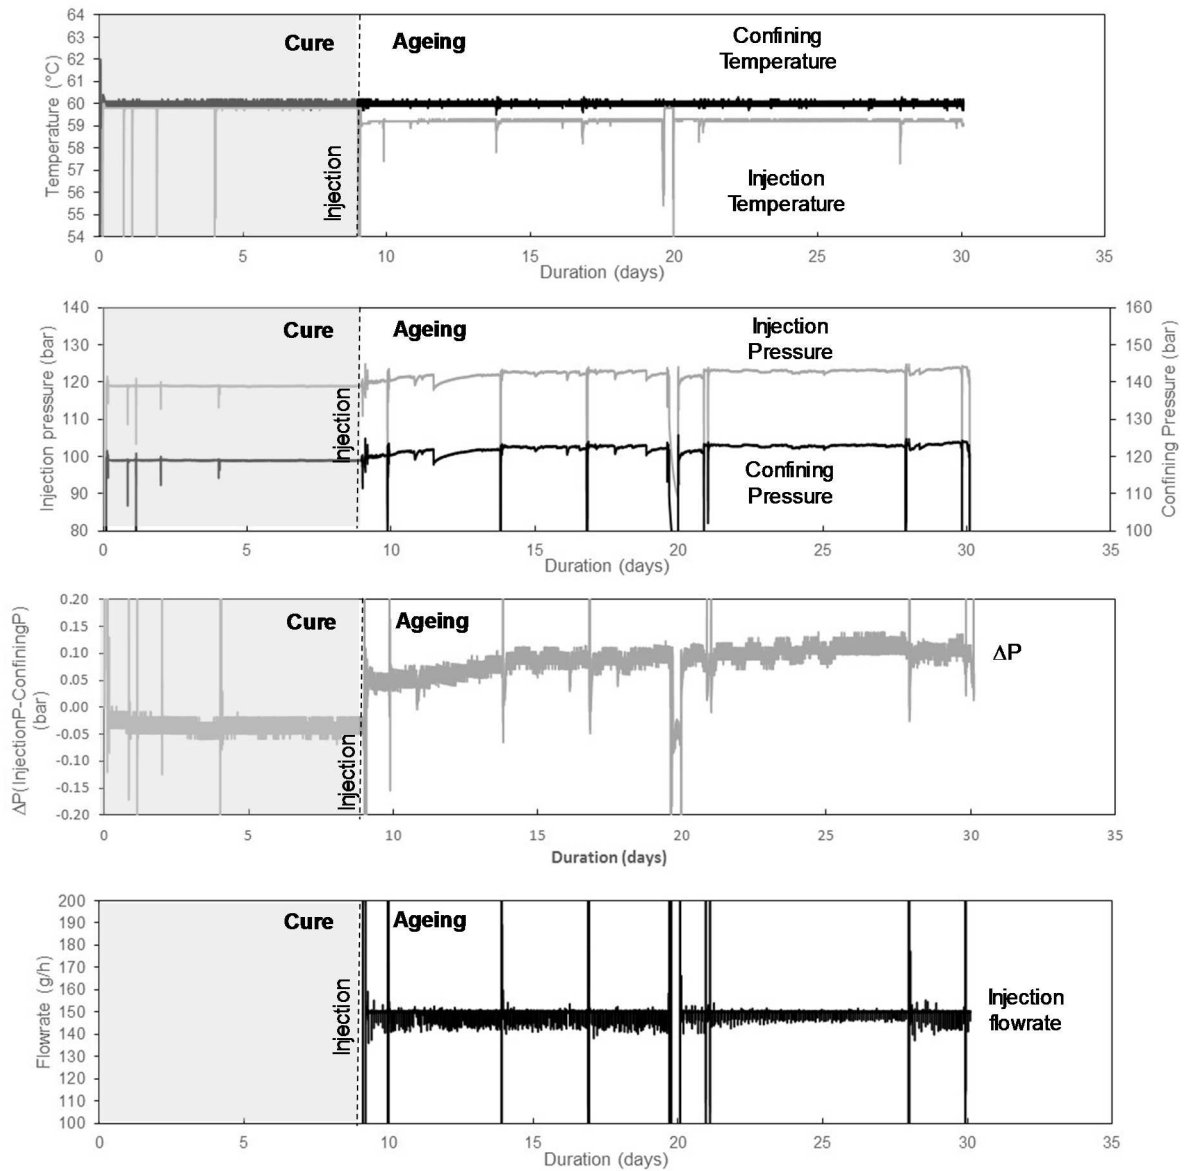 64
63
62
61
60
59
58
57
56
55
54
Temperature (°C)
Cure
Ageing
Confining
Temperature
Injection
Injection
Temperature
0 5 10 15 20 25 30 35
Duration (days)
140
130
120
110
100
90
80
Injection pressure (bar)
Cure
Ageing
Injection
Pressure
Injection
Confining
Pressure
160
150
140
130
120
110
100
Confining Pressure (bar)
0 5 10 15 20 25 30 35
Duration (days)
0.20
0.15
0.10
0.05
0.00
-0.05
-0.10
-0.15
-0.20
ΔP(InjectionP-ConfiningP)
(bar)
Cure
Ageing
ΔP
Injection
0 5 10 15 20 25 30 35
Duration (days)
200
190
180
170
160
150
140
130
120
110
100
Flowrate (g/h)
Cure
Ageing
Injection
Injection
flowrate
0 5 10 15 20 25 30 35
Duration (days)